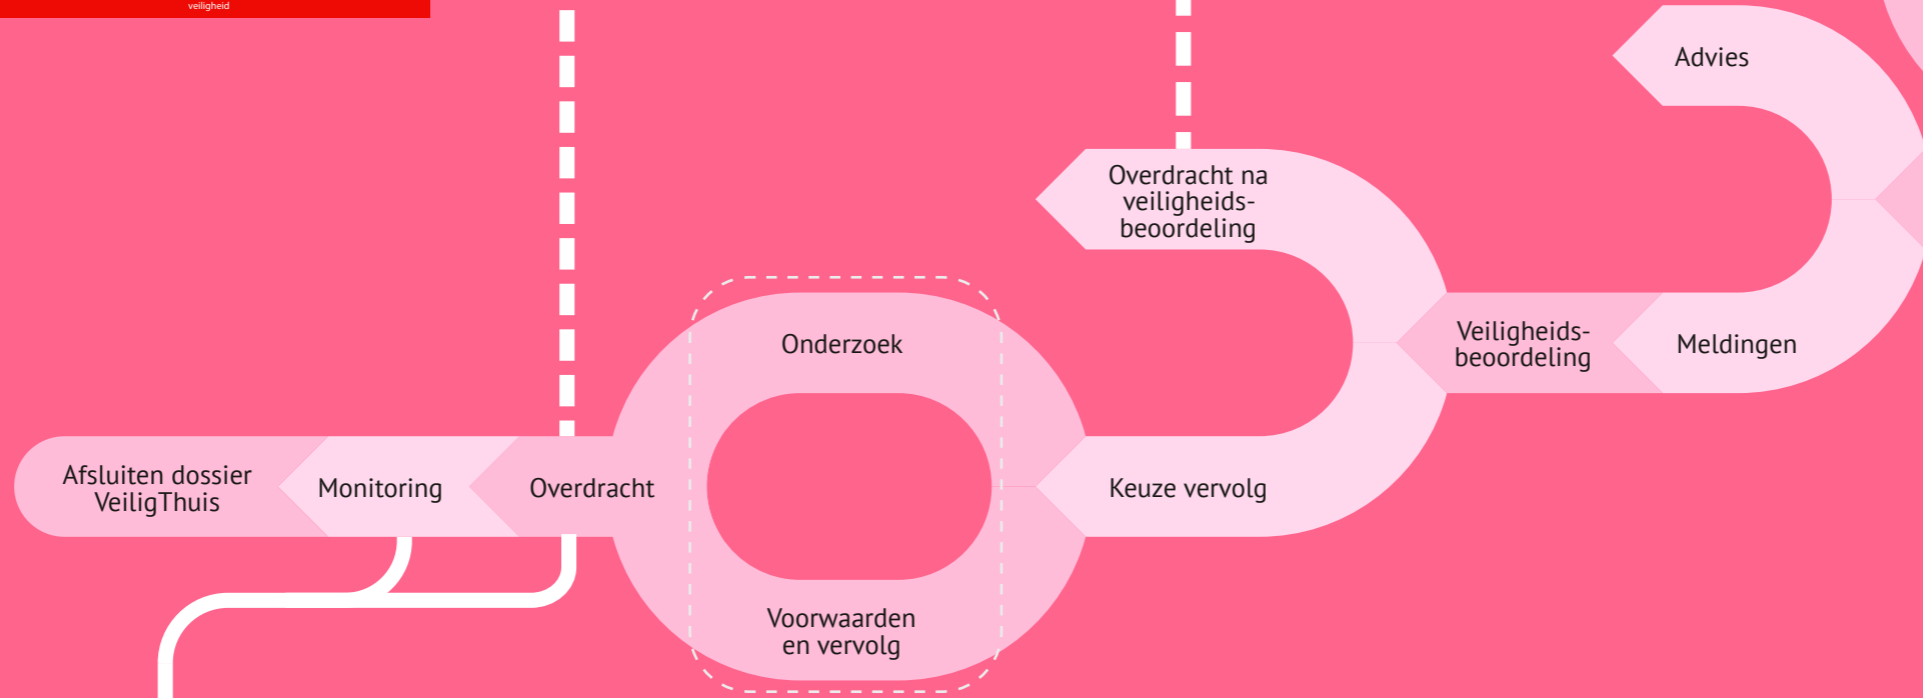 veiligheid
Advies
Overdracht na
veiligheids-
beoordeling
Veiligheids-
beoordeling
Meldingen
Onderzoek
Afsluiten dossier
VeiligThuis
Monitoring
Overdracht
Keuze vervolg
Voorwaarden
en vervolg